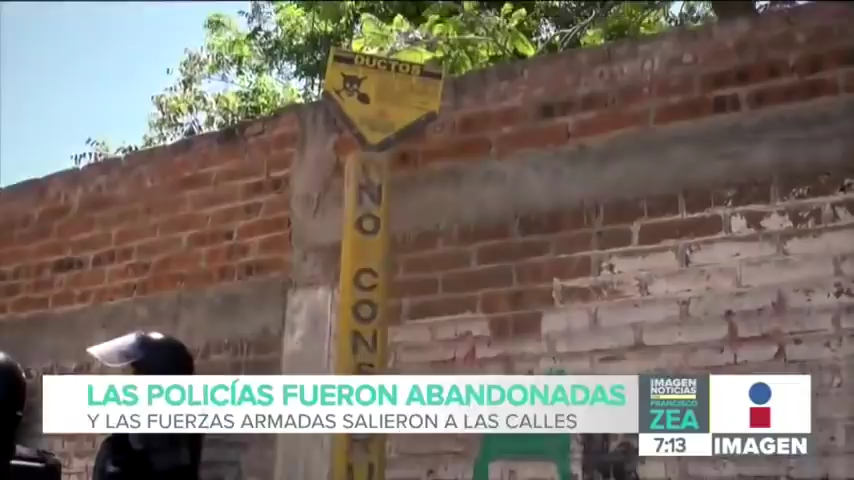 DUCTOS
NO CONS
LAS POLICÍAS FUERON ABANDONADAS
Y LAS FUERZAS ARMADAS SALIERON A LAS CALLES
IMAGEN
NOTICIAS
FRANCISCO
ZEA
7:13
IMAGEN